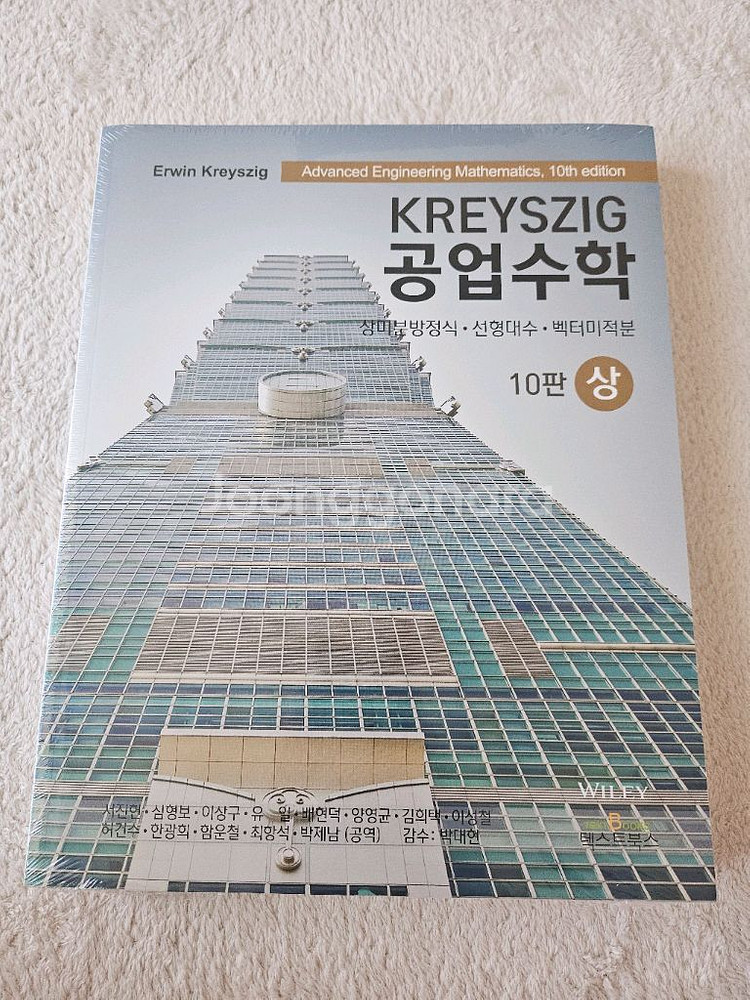 Erwin Kreyszig Advanced Engineering Mathematics, 10th edition
KREYSZIG
공업수학
상미분방정식 • 선형대수 • 벡터미적분
10판 상
Joonggonara
서진헌 • 심형보 • 이상구 • 유 일 • 배현덕 • 양영균 • 김희택 • 이성철
허건수 • 한광희 • 함운철 • 최항석 • 박제남 (공역) 감수: 박대현
WILEY
텍스트북스